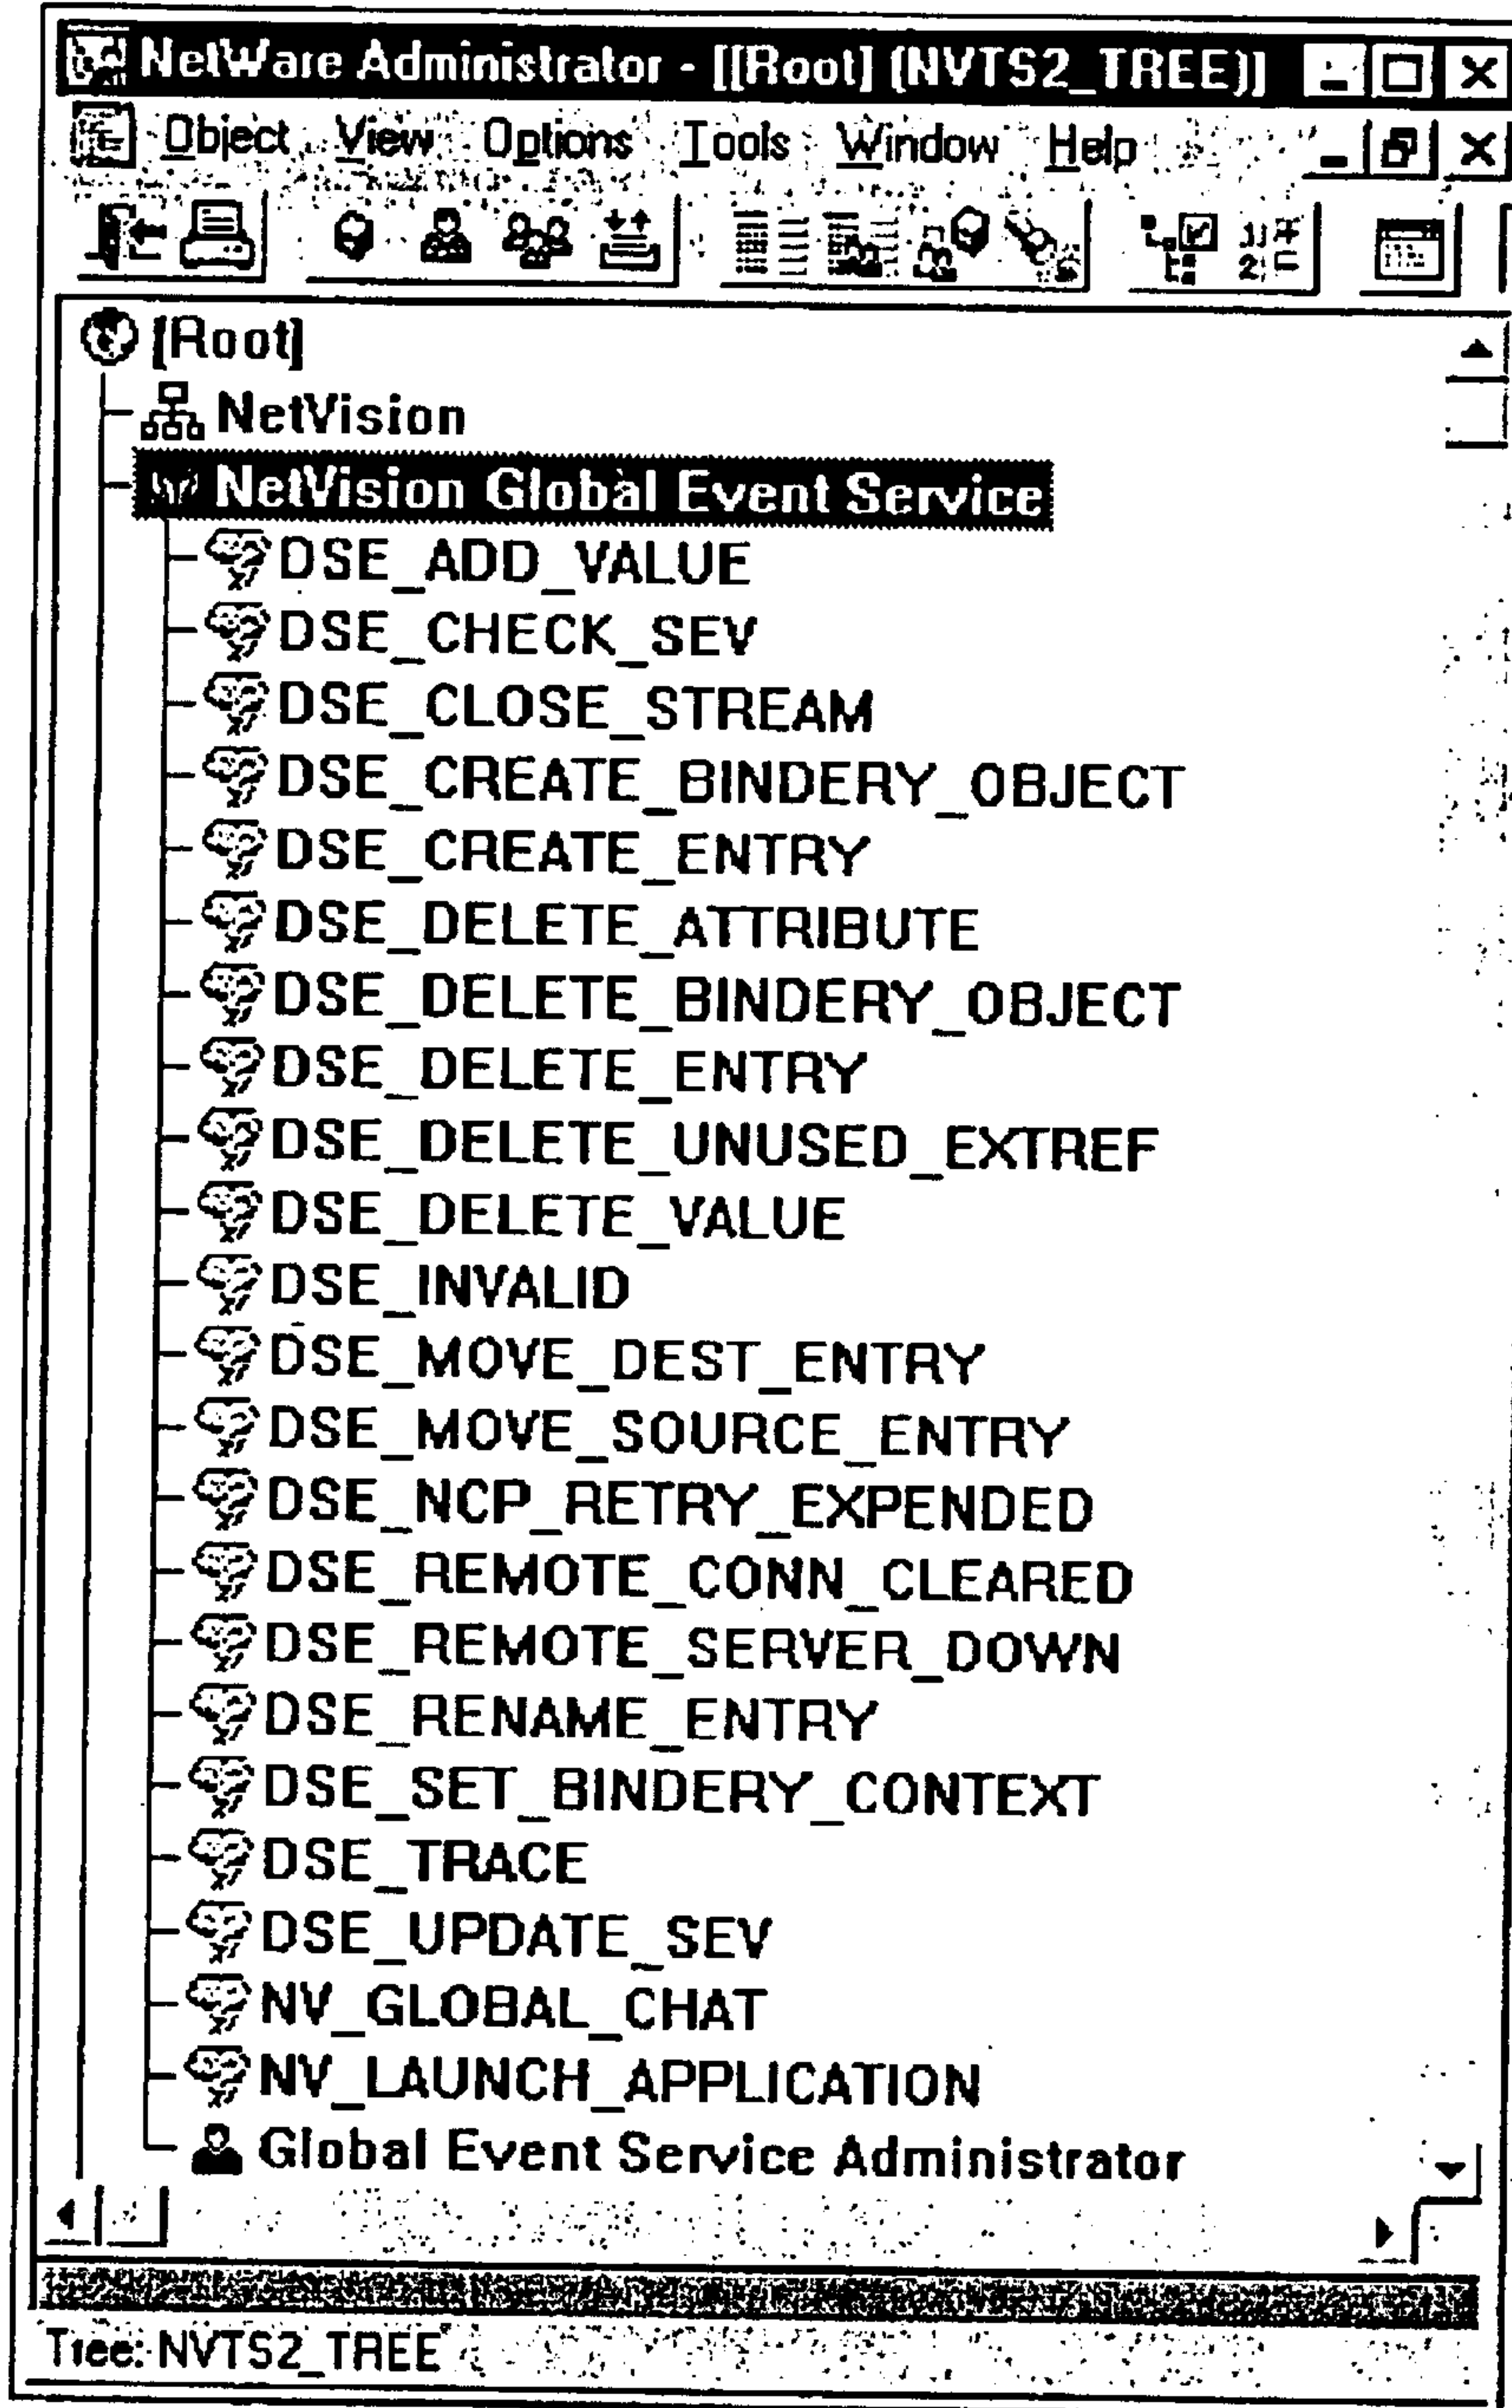 NetWare Administrator - [[Root] (NVTS2_TREE)]
Object View Options Tools Window Help
[Root]
NetVision
NetVision Global Event Service
DSE_ADD_VALUE
DSE_CHECK_SEV
DSE_CLOSE_STREAM
DSE_CREATE_BINDERY_OBJECT
DSE_CREATE_ENTRY
DSE_DELETE_ATTRIBUTE
DSE_DELETE_BINDERY_OBJECT
DSE_DELETE_ENTRY
DSE_DELETE_UNUSED_EXTREF
DSE_DELETE_VALUE
DSE_INVALID
DSE_MOVE_DEST_ENTRY
DSE_MOVE_SOURCE_ENTRY
DSE_NCP_RETRY_EXPENDED
DSE_REMOTE_CONN_CLEARED
DSE_REMOTE_SERVER_DOWN
DSE_RENAME_ENTRY
DSE_SET_BINDERY_CONTEXT
DSE_TRACE
DSE_UPDATE_SEV
NV_GLOBAL_CHAT
NV_LAUNCH_APPLICATION
Global Event Service Administrator
Tree: NVTS2_TREE